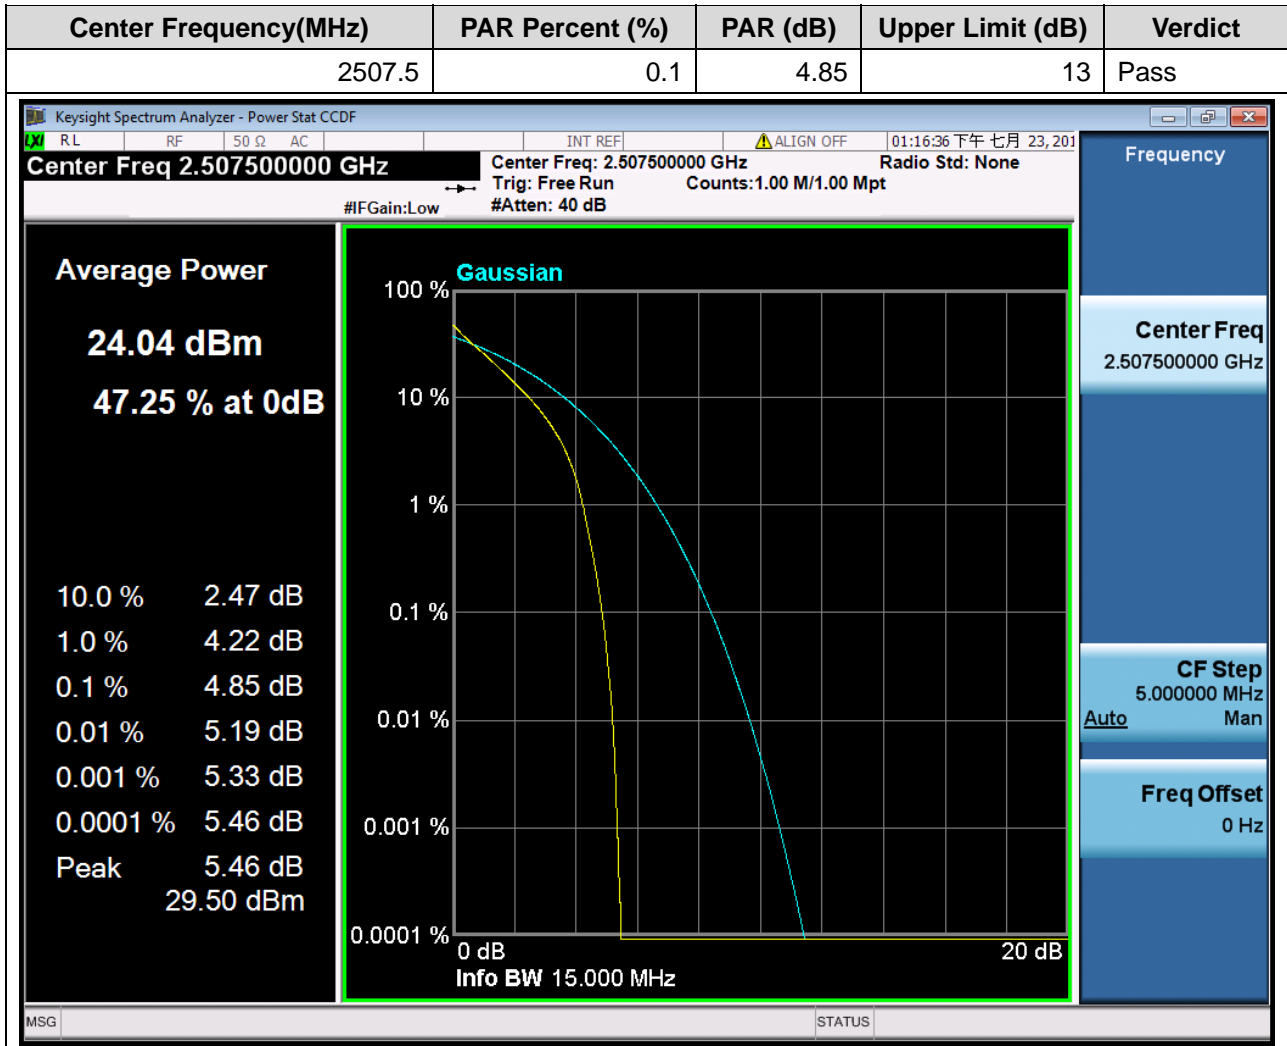 Center Frequency(MHz) PAR Percent (%) PAR (dB) Upper Limit (dB) Verdict
2507.5 0.1 4.85 13 Pass
Keysight Spectrum Analyzer - Power Stat CCDF
LXI RL RF 50 Ω AC INT REF ALIGN OFF 01:16:36 下午 七月 23, 201
Center Freq 2.507500000 GHz
Center Freq: 2.507500000 GHz Radio Std: None
Trig: Free Run Counts:1.00 M/1.00 Mpt
#IFGain:Low #Atten: 40 dB
Frequency
Average Power
24.04 dBm
47.25 % at 0dB
10.0 % 2.47 dB
1.0 % 4.22 dB
0.1 % 4.85 dB
0.01 % 5.19 dB
0.001 % 5.33 dB
0.0001 % 5.46 dB
Peak 5.46 dB
29.50 dBm
Gaussian
100 %
10 %
1 %
0.1 %
0.01 %
0.001 %
0.0001 %
0 dB 20 dB
Info BW 15.000 MHz
Center Freq
2.507500000 GHz
CF Step
5.000000 MHz
Auto Man
Freq Offset
0 Hz
MSG STATUS